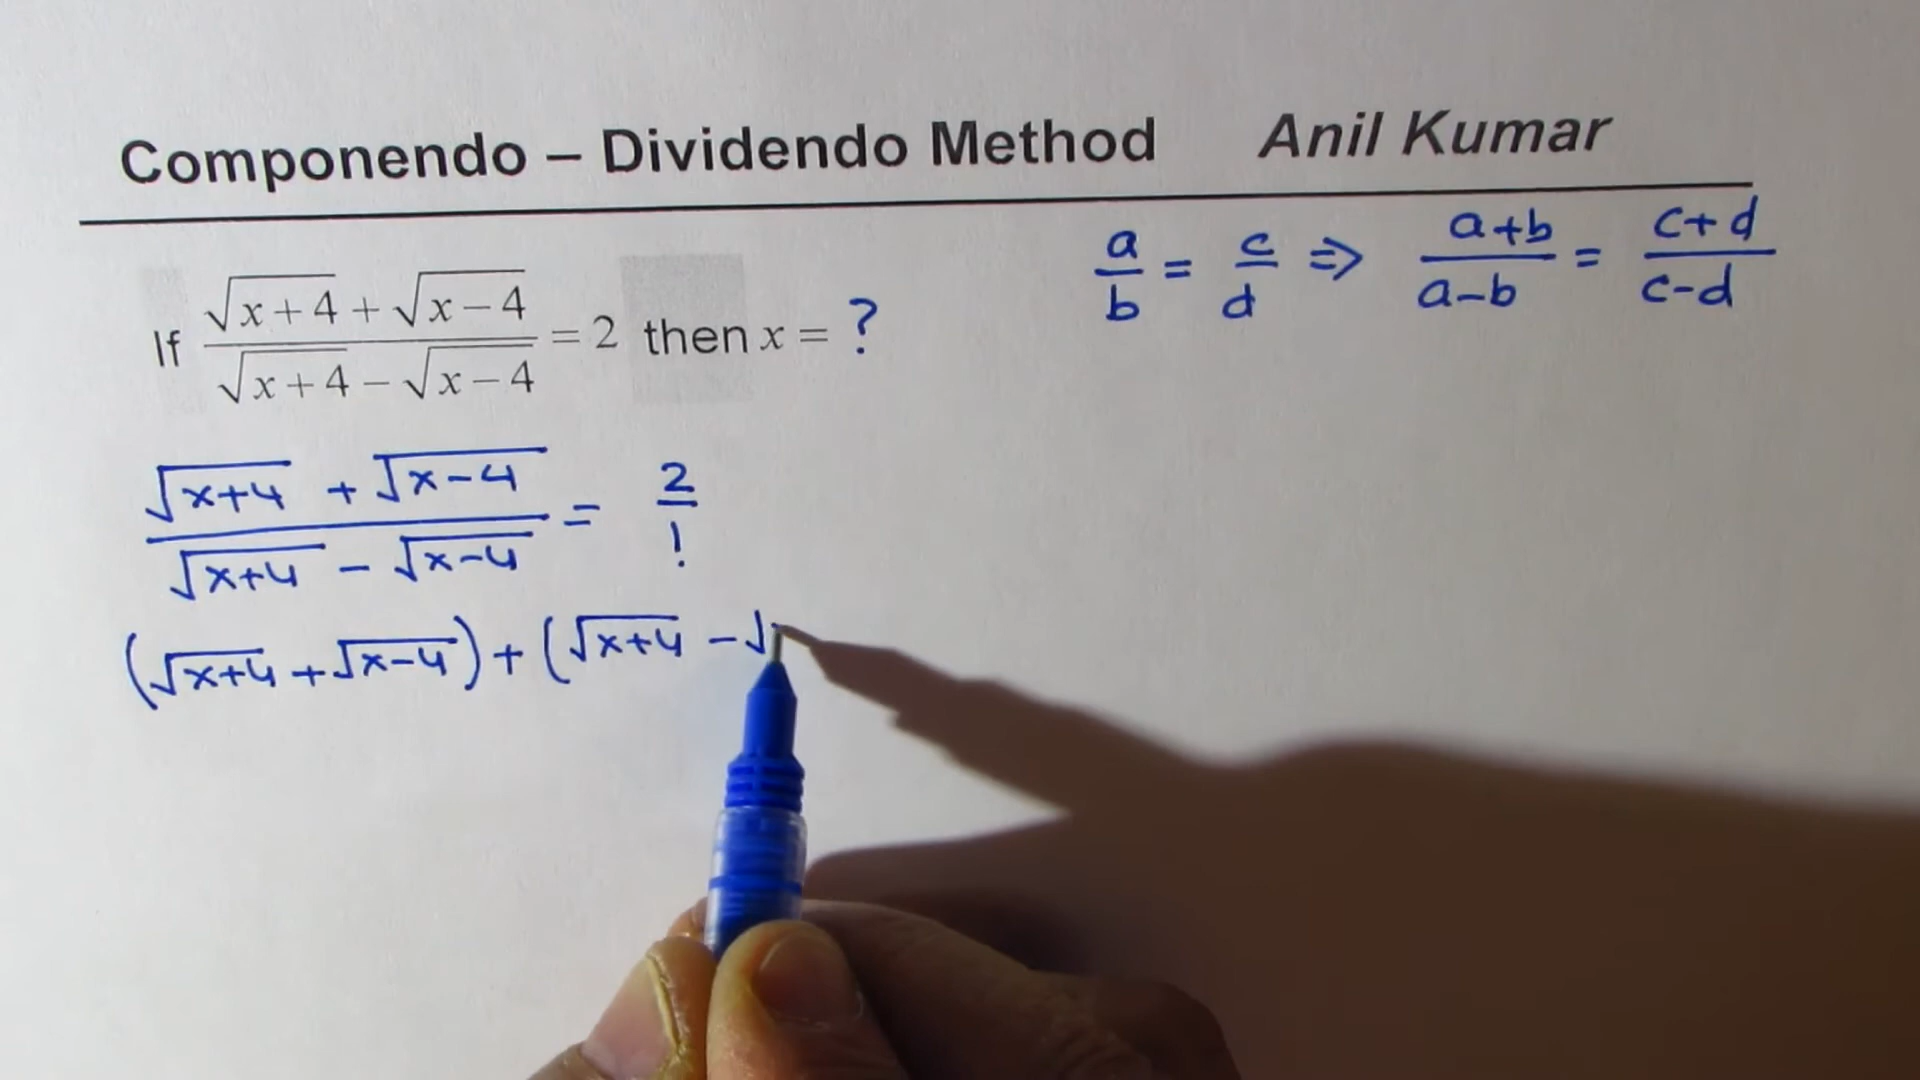 Componendo – Dividendo Method Anil Kumar
a/b = c/d ⇒ (a+b)/(a-b) = (c+d)/(c-d)
If (√(x+4) + √(x−4))/(√(x+4) − √(x−4)) = 2 then x = ?
(√(x+4) + √(x-4))/(√(x+4) - √(x-4)) = 2/1
(√(x+4) + √(x-4)) + (√(x+4) - √